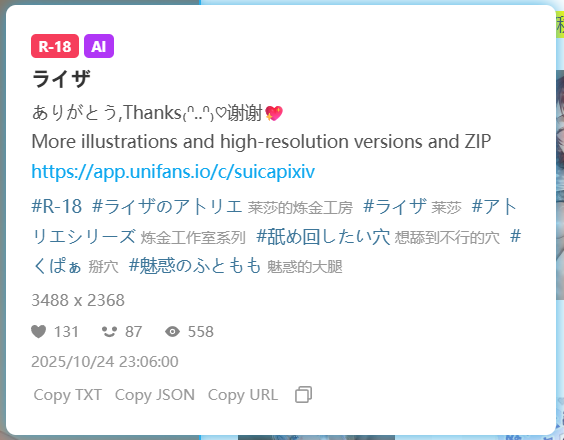 R-18 AI
ライザ
ありがとう,Thanks₍ᐢ..ᐢ₎♡谢谢💖
More illustrations and high-resolution versions and ZIP
https://app.unifans.io/c/suicapixiv
#R-18 #ライザのアトリエ 莱莎的炼金工房 #ライザ 莱莎 #アト
リエシリーズ 炼金工作室系列 #舐め回したい穴 想舔到不行的穴 #
くぱぁ 掰穴 #魅惑のふともも 魅惑的大腿
3488 x 2368
131 87 558
2025/10/24 23:06:00
Copy TXT Copy JSON Copy URL